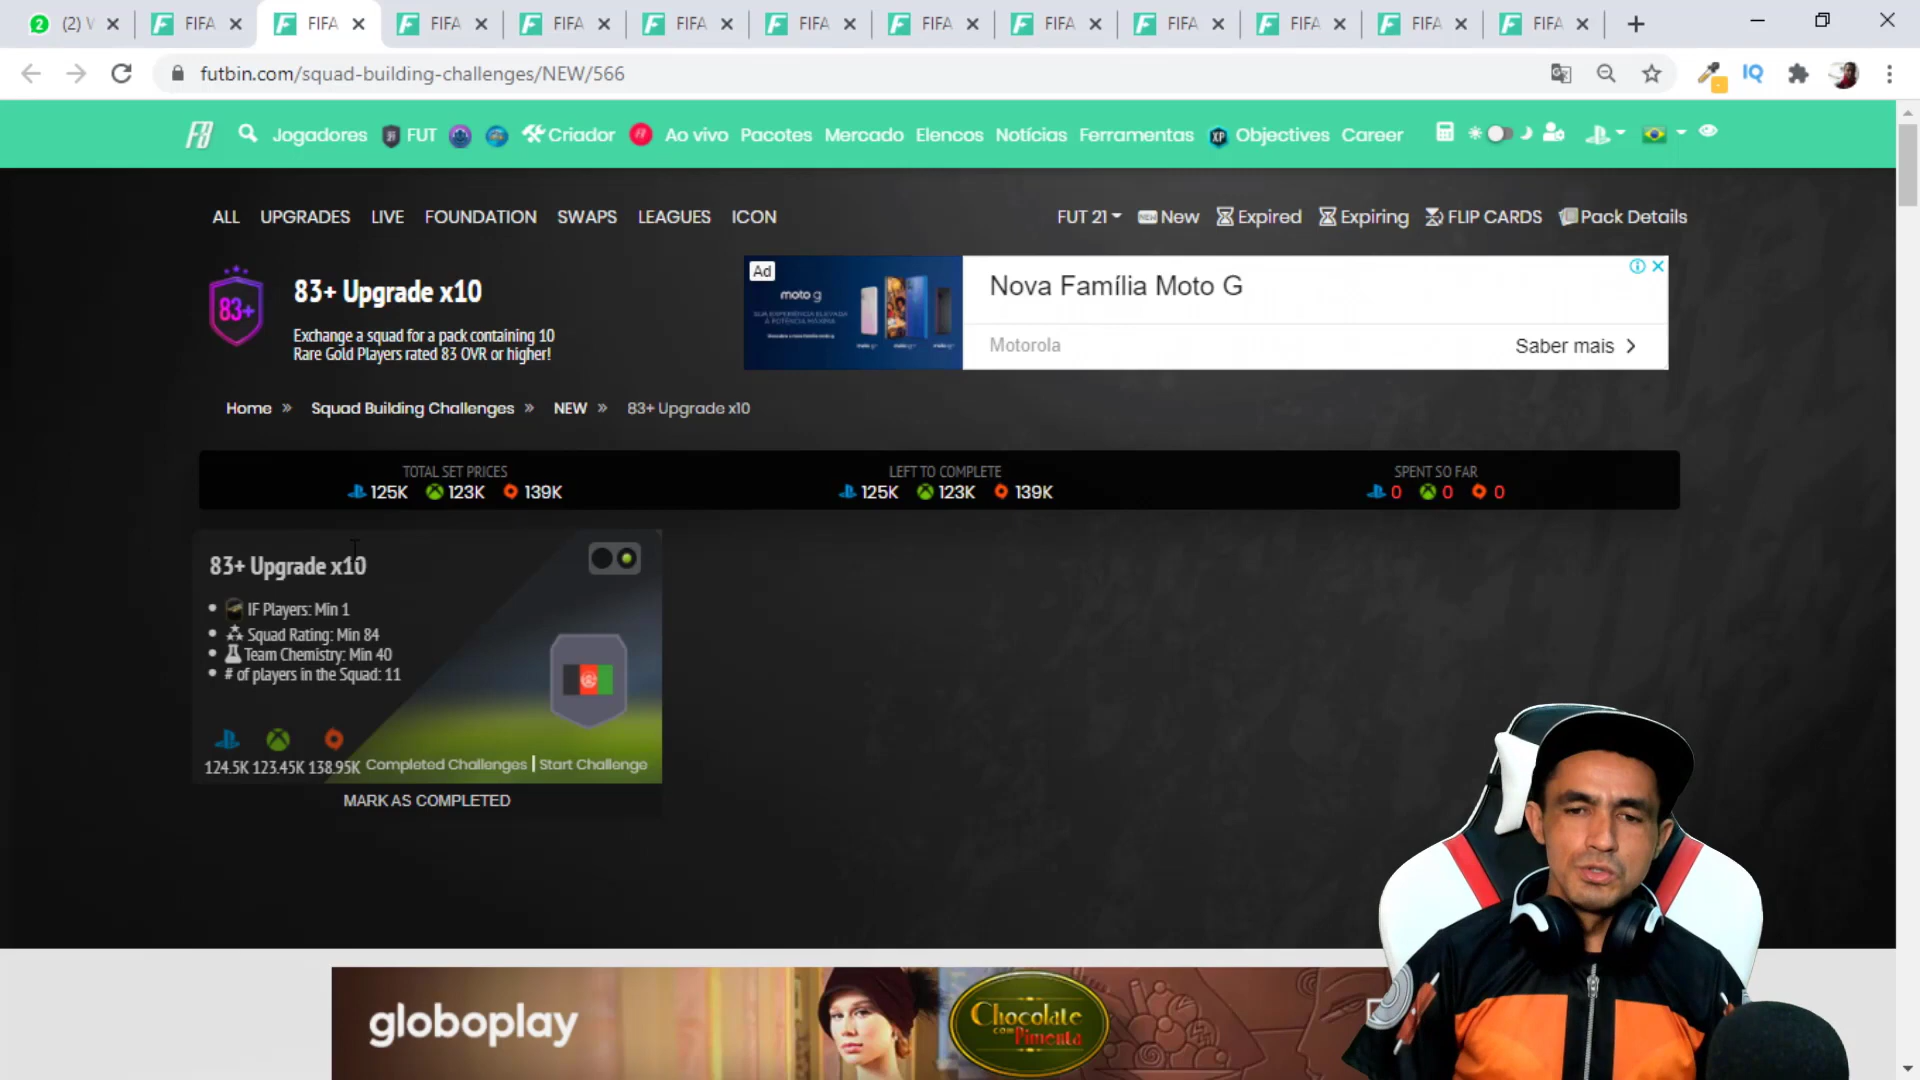 (2) V
FIFA
FIFA
FIFA
FIFA
FIFA
FIFA
FIFA
FIFA
FIFA
FIFA
FIFA
FIFA
futbin.com/squad-building-challenges/NEW/566
IQ
Jogadores FUT Criador Ao vivo Pacotes Mercado Elencos Notícias Ferramentas XP Objectives Career
ALL UPGRADES LIVE FOUNDATION SWAPS LEAGUES ICON
FUT 21 New Expired Expiring FLIP CARDS Pack Details
83+
83+ Upgrade x10
Exchange a squad for a pack containing 10
Rare Gold Players rated 83 OVR or higher!
Ad
moto g
Nova Família Moto G
Motorola
Saber mais
Home » Squad Building Challenges » NEW » 83+ Upgrade x10
TOTAL SET PRICES
125K 123K 139K
LEFT TO COMPLETE
125K 123K 139K
SPENT SO FAR
0 0 0
83+ Upgrade x10
IF Players: Min 1
Squad Rating: Min 84
Team Chemistry: Min 40
# of players in the Squad: 11
124.5K 123.45K 138.95K
Completed Challenges | Start Challenge
MARK AS COMPLETED
globoplay
Chocolate
com Pimenta